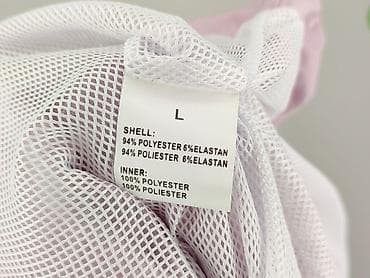 L
SHELL:
94% POLYESTER 6%ELASTAN
94% POLIESTER 6%ELASTAN
INNER:
100% POLYESTER
100% POLIESTER